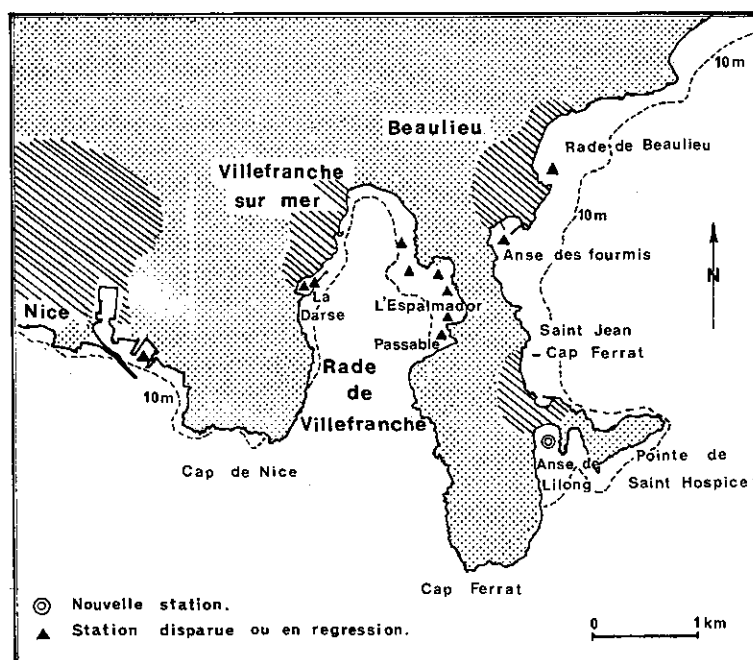 10m
Beaulieu
Rade de Beaulieu
Villefranche
sur mer
10m
Anse des fourmis
N
Nice
La
Darse
L'Espalmador
Passable
Saint Jean
Cap Ferrat
10m
Rade
de
Villefranche
Cap de Nice
Anse de
Lilong
Pointe de
Saint Hospice
Cap Ferrat
Nouvelle station.
Station disparue ou en regression.
0 1 km